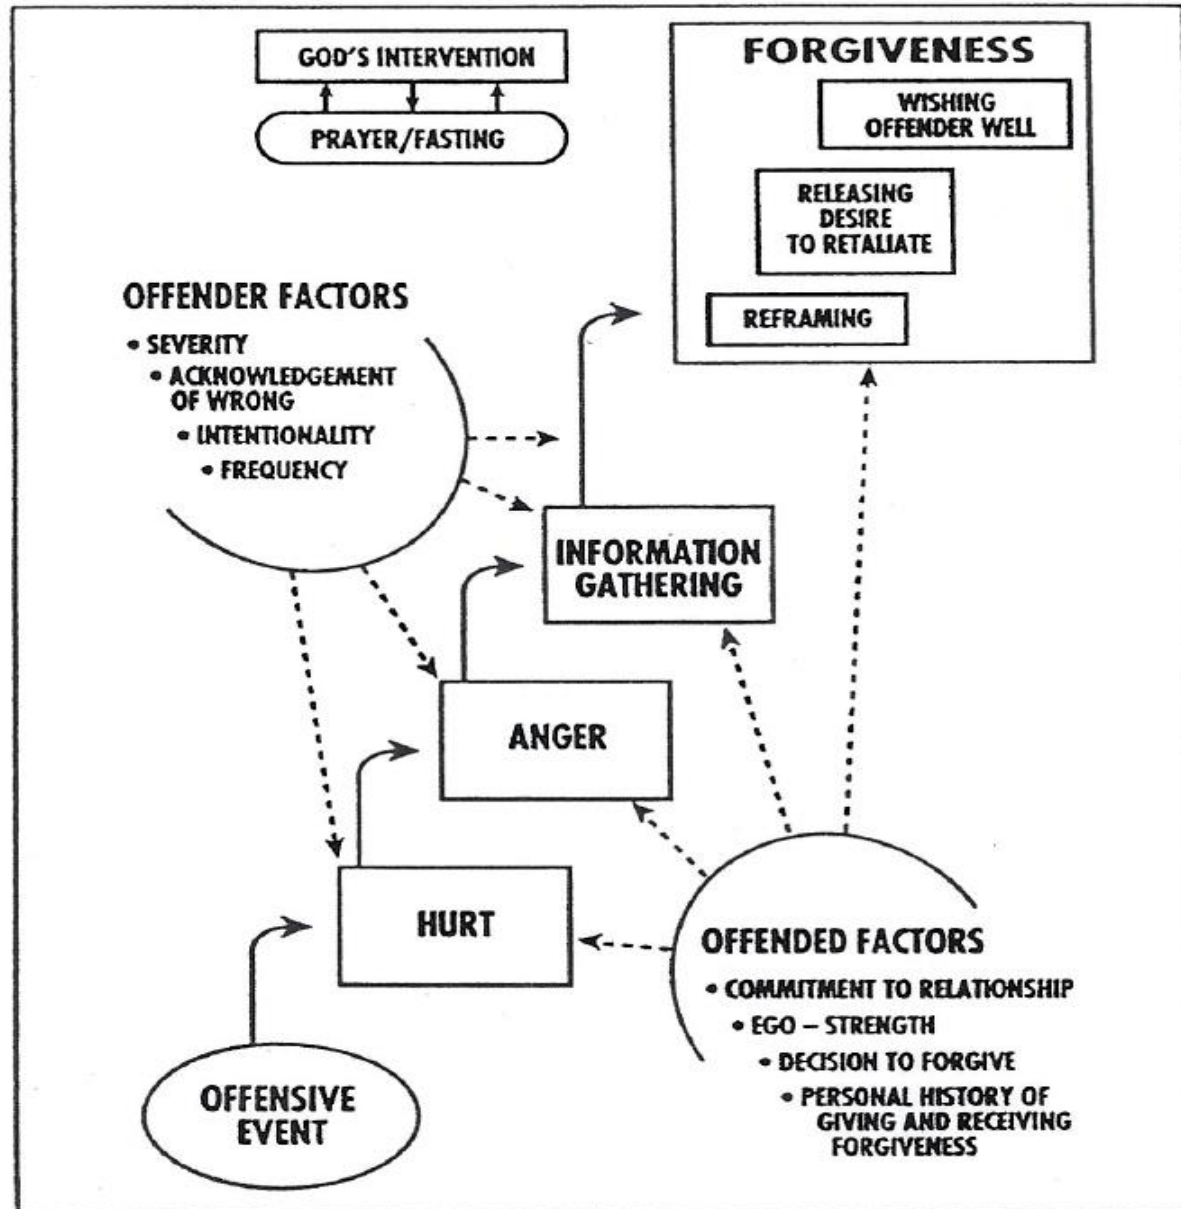 GOD'S INTERVENTION
PRAYER/FASTING
FORGIVENESS
WISHING
OFFENDER WELL
RELEASING
DESIRE
TO RETALIATE
REFRAMING
OFFENDER FACTORS
• SEVERITY
• ACKNOWLEDGEMENT
OF WRONG
• INTENTIONALITY
• FREQUENCY
INFORMATION
GATHERING
ANGER
HURT
OFFENSIVE
EVENT
OFFENDED FACTORS
• COMMITMENT TO RELATIONSHIP
• EGO – STRENGTH
• DECISION TO FORGIVE
• PERSONAL HISTORY OF
GIVING AND RECEIVING
FORGIVENESS